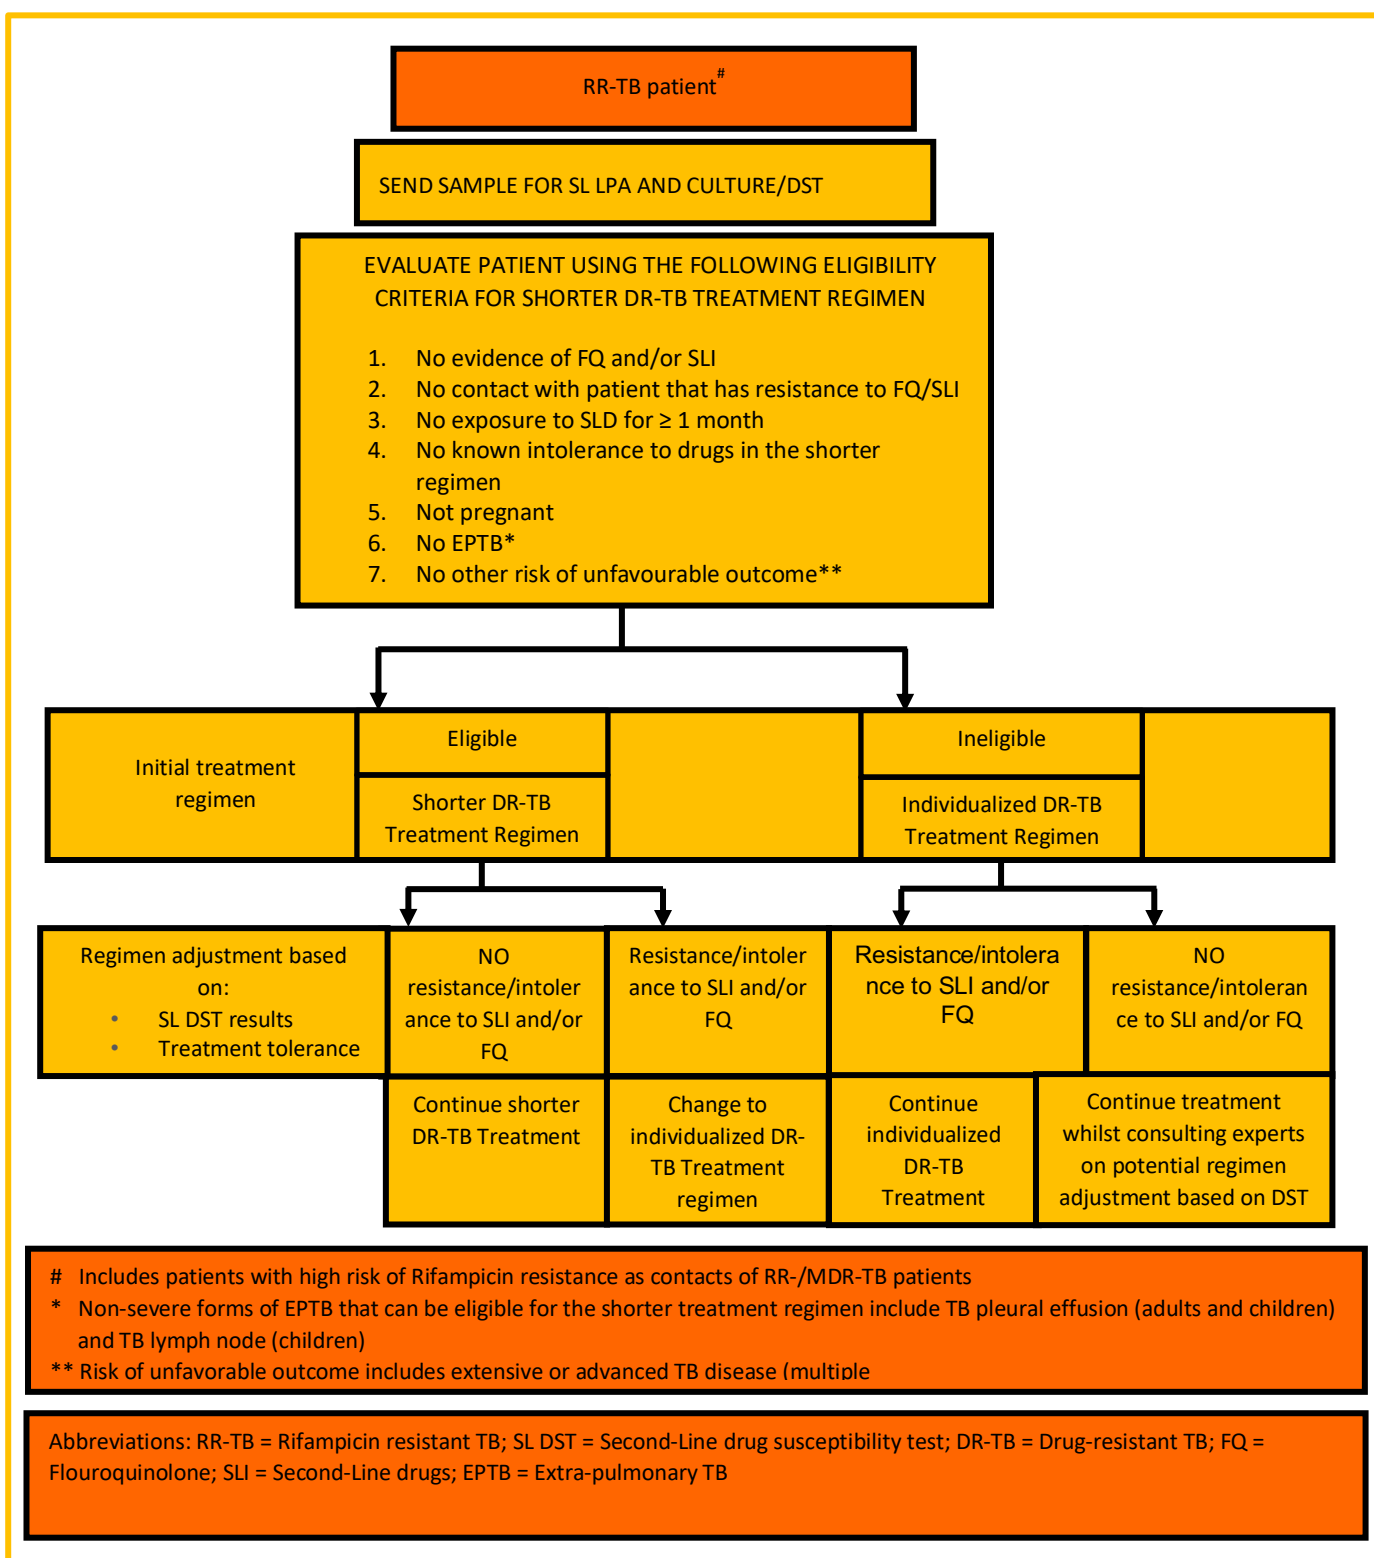 RR-TB patient#
SEND SAMPLE FOR SL LPA AND CULTURE/DST
EVALUATE PATIENT USING THE FOLLOWING ELIGIBILITY
CRITERIA FOR SHORTER DR-TB TREATMENT REGIMEN
1. No evidence of FQ and/or SLI
2. No contact with patient that has resistance to FQ/SLI
3. No exposure to SLD for ≥ 1 month
4. No known intolerance to drugs in the shorter
regimen
5. Not pregnant
6. No EPTB*
7. No other risk of unfavourable outcome**
Initial treatment
regimen
Eligible
Shorter DR-TB
Treatment Regimen
Ineligible
Individualized DR-TB
Treatment Regimen
Regimen adjustment based
on:
• SL DST results
• Treatment tolerance
NO
resistance/intoler
ance to SLI and/or
FQ
Resistance/intoler
ance to SLI and/or
FQ
Resistance/intolera
nce to SLI and/or
FQ
NO
resistance/intoleran
ce to SLI and/or FQ
Continue shorter
DR-TB Treatment
Change to
individualized DR-
TB Treatment
regimen
Continue
individualized
DR-TB
Treatment
Continue treatment
whilst consulting experts
on potential regimen
adjustment based on DST
# Includes patients with high risk of Rifampicin resistance as contacts of RR-/MDR-TB patients
* Non-severe forms of EPTB that can be eligible for the shorter treatment regimen include TB pleural effusion (adults and children)
and TB lymph node (children)
** Risk of unfavorable outcome includes extensive or advanced TB disease (multiple
Abbreviations: RR-TB = Rifampicin resistant TB; SL DST = Second-Line drug susceptibility test; DR-TB = Drug-resistant TB; FQ =
Flouroquinolone; SLI = Second-Line drugs; EPTB = Extra-pulmonary TB